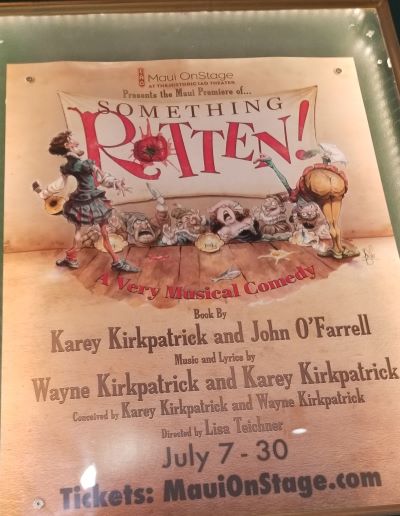 Maui OnStage
AT THE HISTORIC IAO THEATER
Presents the Maui Premiere of...
SOMETHING
ROTTEN!
A Very Musical Comedy
Book By
Karey Kirkpatrick and John O'Farrell
Music and Lyrics by
Wayne Kirkpatrick and Karey Kirkpatrick
Conceived by Karey Kirkpatrick and Wayne Kirkpatrick
Directed by Lisa Teichner
July 7 - 30
Tickets: MauiOnStage.com